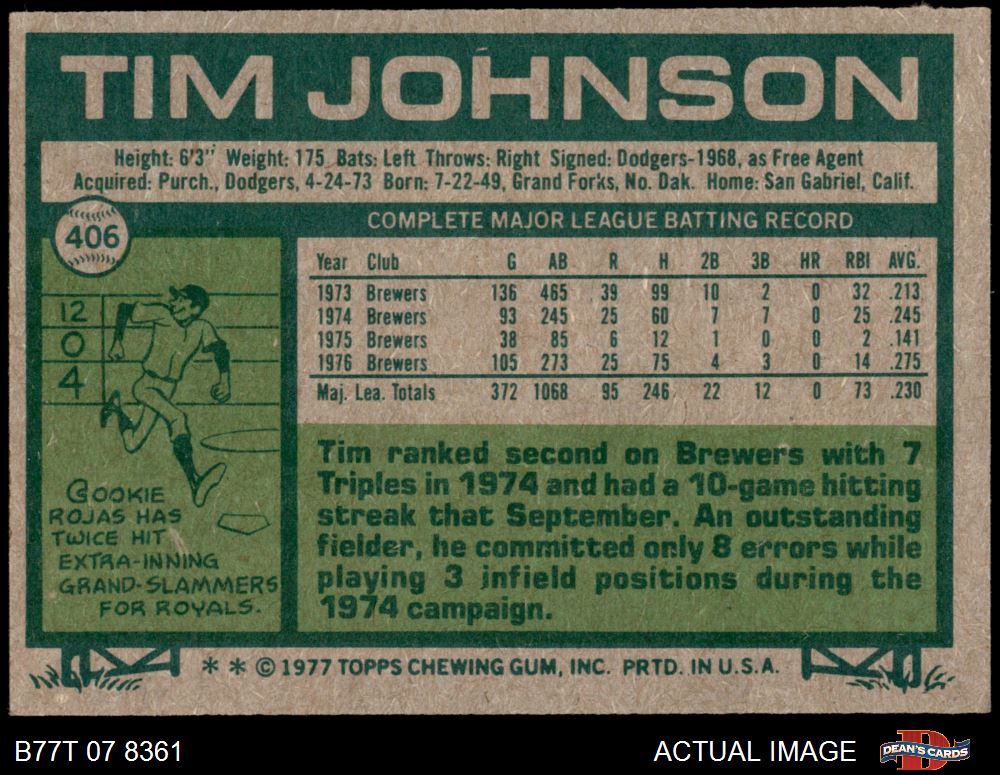 TIM JOHNSON
Height: 6'3" Weight: 175 Bats: Left Throws: Right Signed: Dodgers-1968, as Free Agent
Acquired: Purch., Dodgers, 4-24-73 Born: 7-22-49, Grand Forks, No. Dak. Home: San Gabriel, Calif.
406
COMPLETE MAJOR LEAGUE BATTING RECORD
Year Club G AB R H 2B 3B HR RBI AVG.
1973 Brewers 136 465 39 99 10 2 0 32 .213
1974 Brewers 93 245 25 60 7 7 0 25 .245
1975 Brewers 38 85 6 12 1 0 0 2 .141
1976 Brewers 105 273 25 75 4 3 0 14 .275
Maj. Lea. Totals 372 1068 95 246 22 12 0 73 .230
12
0
4
COOKIE
ROJAS HAS
TWICE HIT
EXTRA-INNING
GRAND-SLAMMERS
FOR ROYALS.
Tim ranked second on Brewers with 7
Triples in 1974 and had a 10-game hitting
streak that September. An outstanding
fielder, he committed only 8 errors while
playing 3 infield positions during the
1974 campaign.
* * © 1977 TOPPS CHEWING GUM, INC. PRTD. IN U.S.A.
B77T 07 8361
ACTUAL IMAGE
DEAN'S CARDS